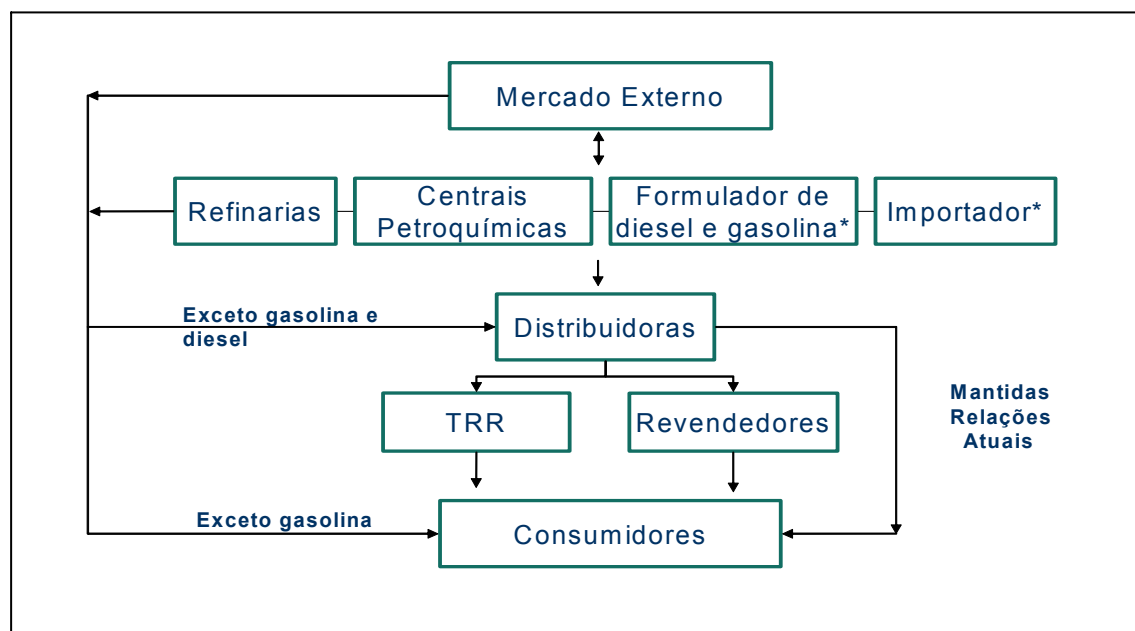 Mercado Externo
Refinarias
Centrais
Petroquímicas
Formulador de
diesel e gasolina*
Importador*
Exceto gasolina e
diesel
Distribuidoras
TRR
Revendedores
Mantidas
Relações
Atuais
Exceto gasolina
Consumidores